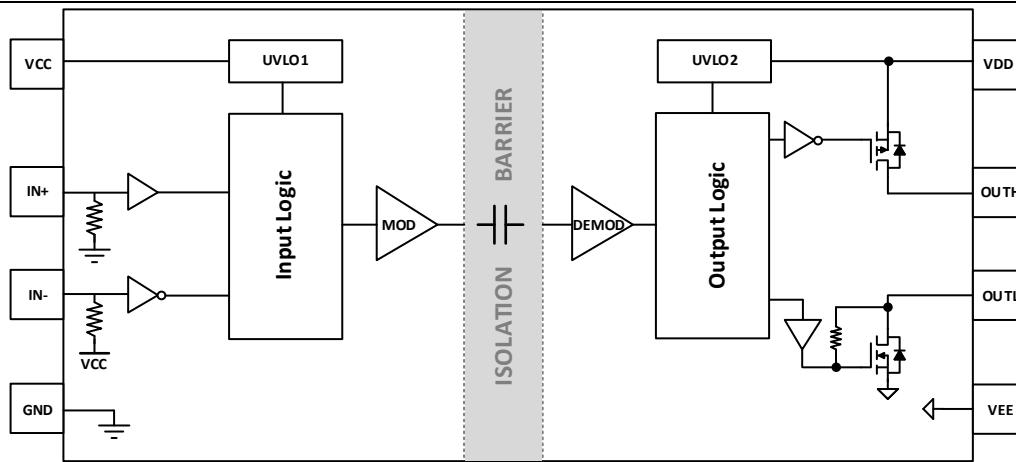 VCC
UVLO1
UVLO2
VDD
IN+
Input Logic
MOD
ISOLATION BARRIER
DEMOD
Output Logic
OUTH
IN-
VCC
OUTL
GND
VEE